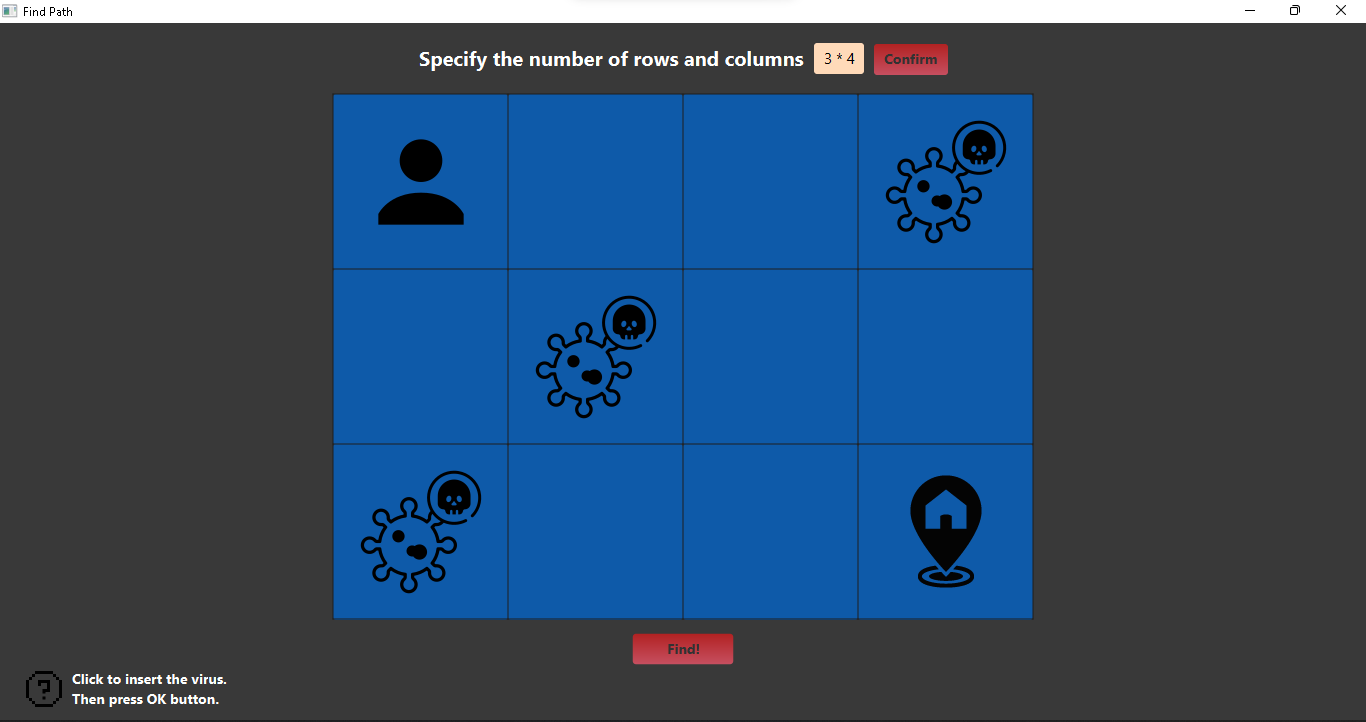 Find Path
Specify the number of rows and columns 3 * 4 Confirm
Find!
?
Click to insert the virus.
Then press OK button.